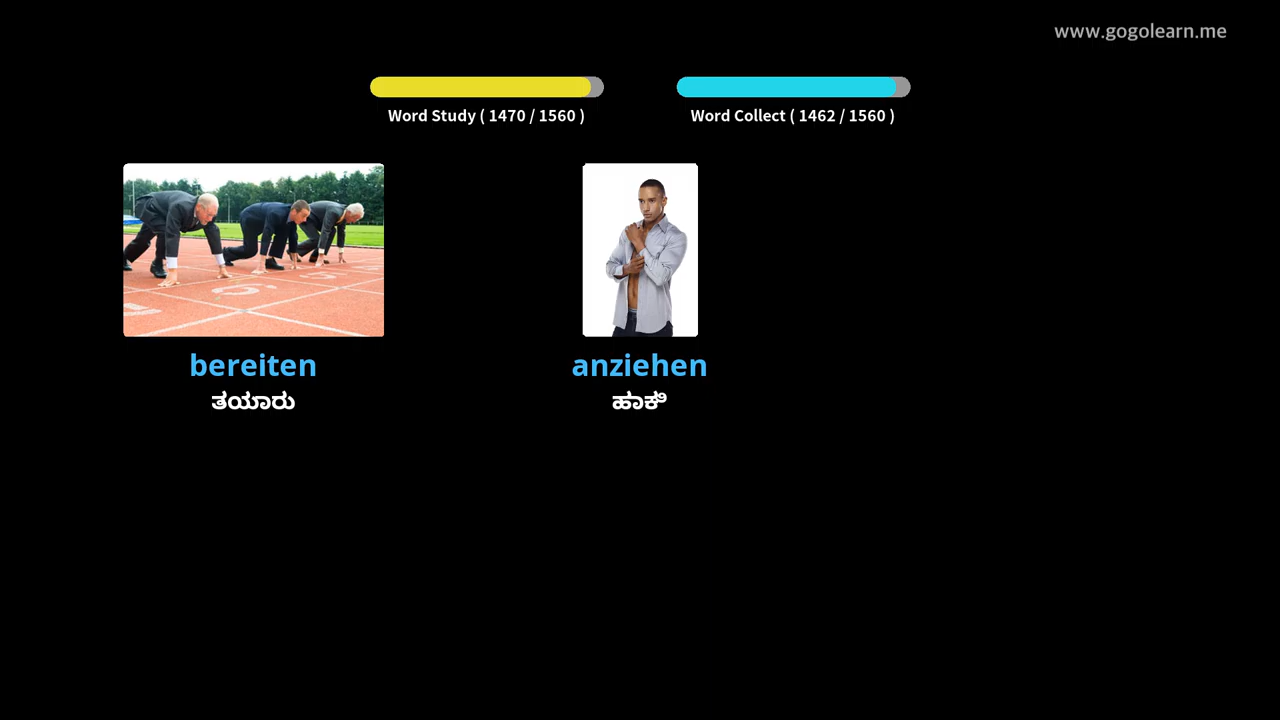 www.gogolearn.me
Word Study ( 1470 / 1560 )
Word Collect ( 1462 / 1560 )
bereiten
ತಯಾರು
anziehen
ಹಾಕಿ